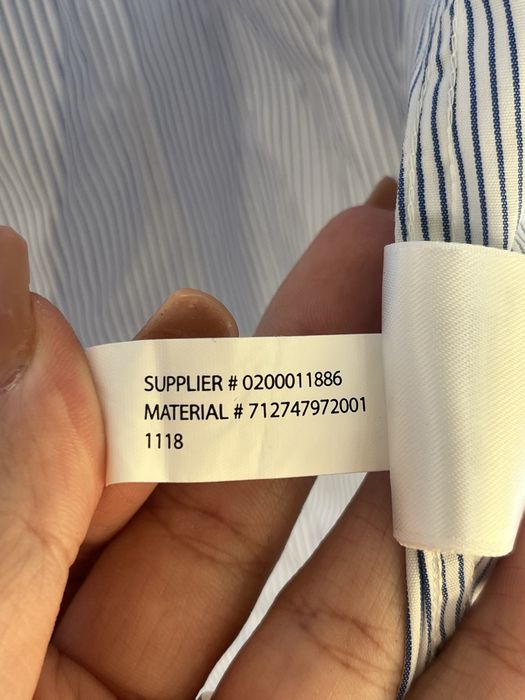 SUPPLIER # 0200011886
MATERIAL # 712747972001
1118